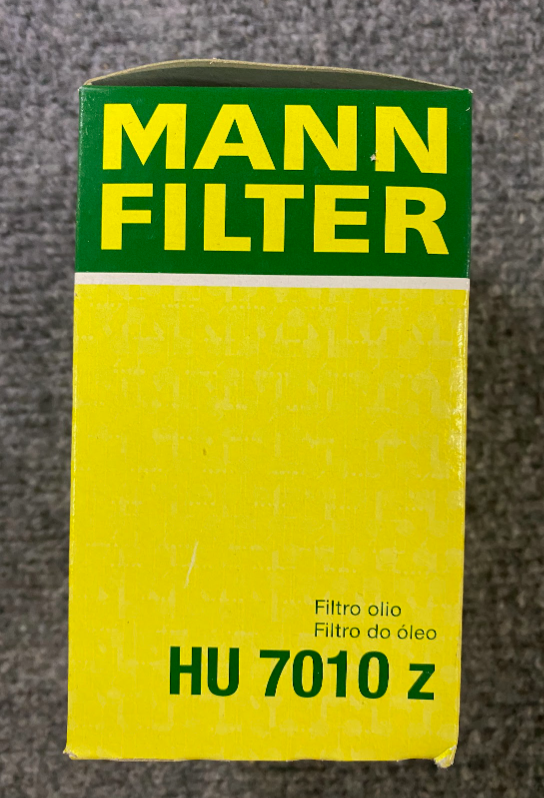 MANN
FILTER
Filtro olio
Filtro do óleo
HU 7010 z